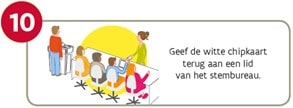 10
Geef de witte chipkaart
terug aan een lid
van het stembureau.